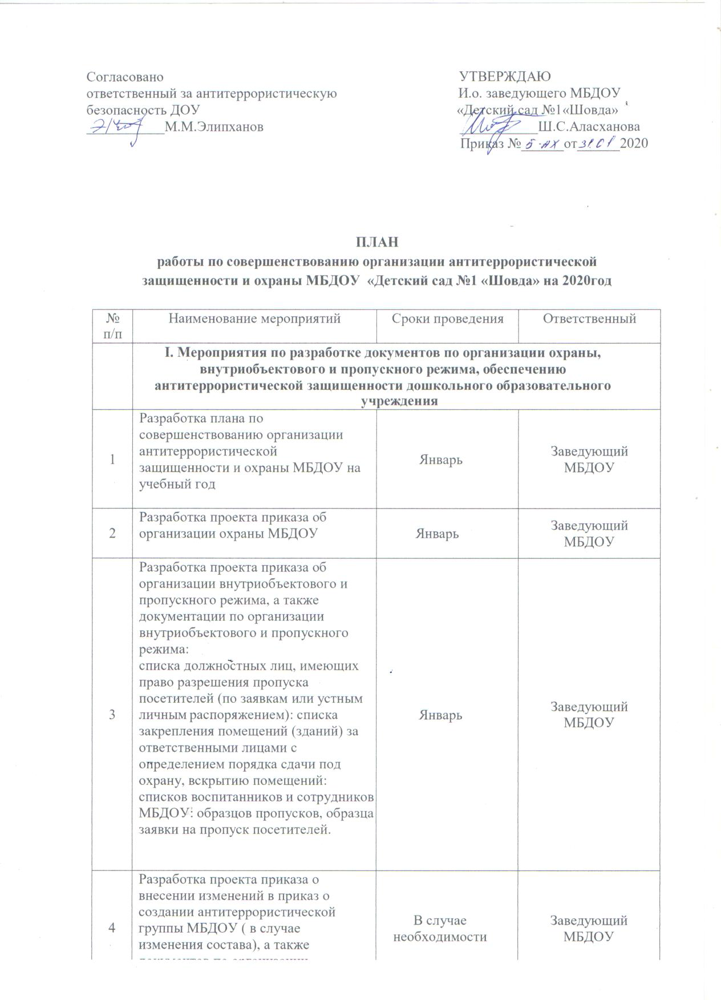 Согласовано
ответственный за антитеррористическую
безопасность ДОУ
___________М.М.Элипханов
УТВЕРЖДАЮ
И.о. заведующего МБДОУ
«Детский сад №1«Шовда»
___________Ш.С.Аласханова
Приказ № 5-ах от 31.01 2020
ПЛАН
работы по совершенствованию организации антитеррористической
защищенности и охраны МБДОУ «Детский сад №1 «Шовда» на 2020год
№
п/п
Наименование мероприятий
Сроки проведения
Ответственный
I. Мероприятия по разработке документов по организации охраны,
внутриобъектового и пропускного режима, обеспечению
антитеррористической защищенности дошкольного образовательного
учреждения
1
Разработка плана по
совершенствованию организации
антитеррористической
защищенности и охраны МБДОУ на
учебный год
Январь
Заведующий
МБДОУ
2
Разработка проекта приказа об
организации охраны МБДОУ
Январь
Заведующий
МБДОУ
3
Разработка проекта приказа об
организации внутриобъектового и
пропускного режима, а также
документации по организации
внутриобъектового и пропускного
режима:
списка должностных лиц, имеющих
право разрешения пропуска
посетителей (по заявкам или устным
личным распоряжением): списка
закрепления помещений (зданий) за
ответственными лицами с
определением порядка сдачи под
охрану, вскрытию помещений:
списков воспитанников и сотрудников
МБДОУ: образцов пропусков, образца
заявки на пропуск посетителей.
Январь
Заведующий
МБДОУ
4
Разработка проекта приказа о
внесении изменений в приказ о
создании антитеррористической
группы МБДОУ ( в случае
изменения состава), а также
В случае
необходимости
Заведующий
МБДОУ